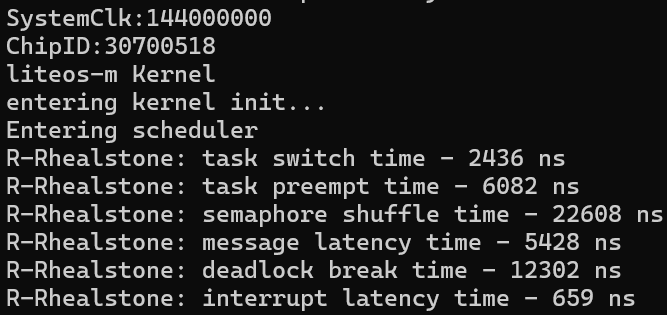 SystemClk:144000000
ChipID:30700518
liteos-m Kernel
entering kernel init...
Entering scheduler
R-Rhealstone: task switch time - 2436 ns
R-Rhealstone: task preempt time - 6082 ns
R-Rhealstone: semaphore shuffle time - 22608 ns
R-Rhealstone: message latency time - 5428 ns
R-Rhealstone: deadlock break time - 12302 ns
R-Rhealstone: interrupt latency time - 659 ns